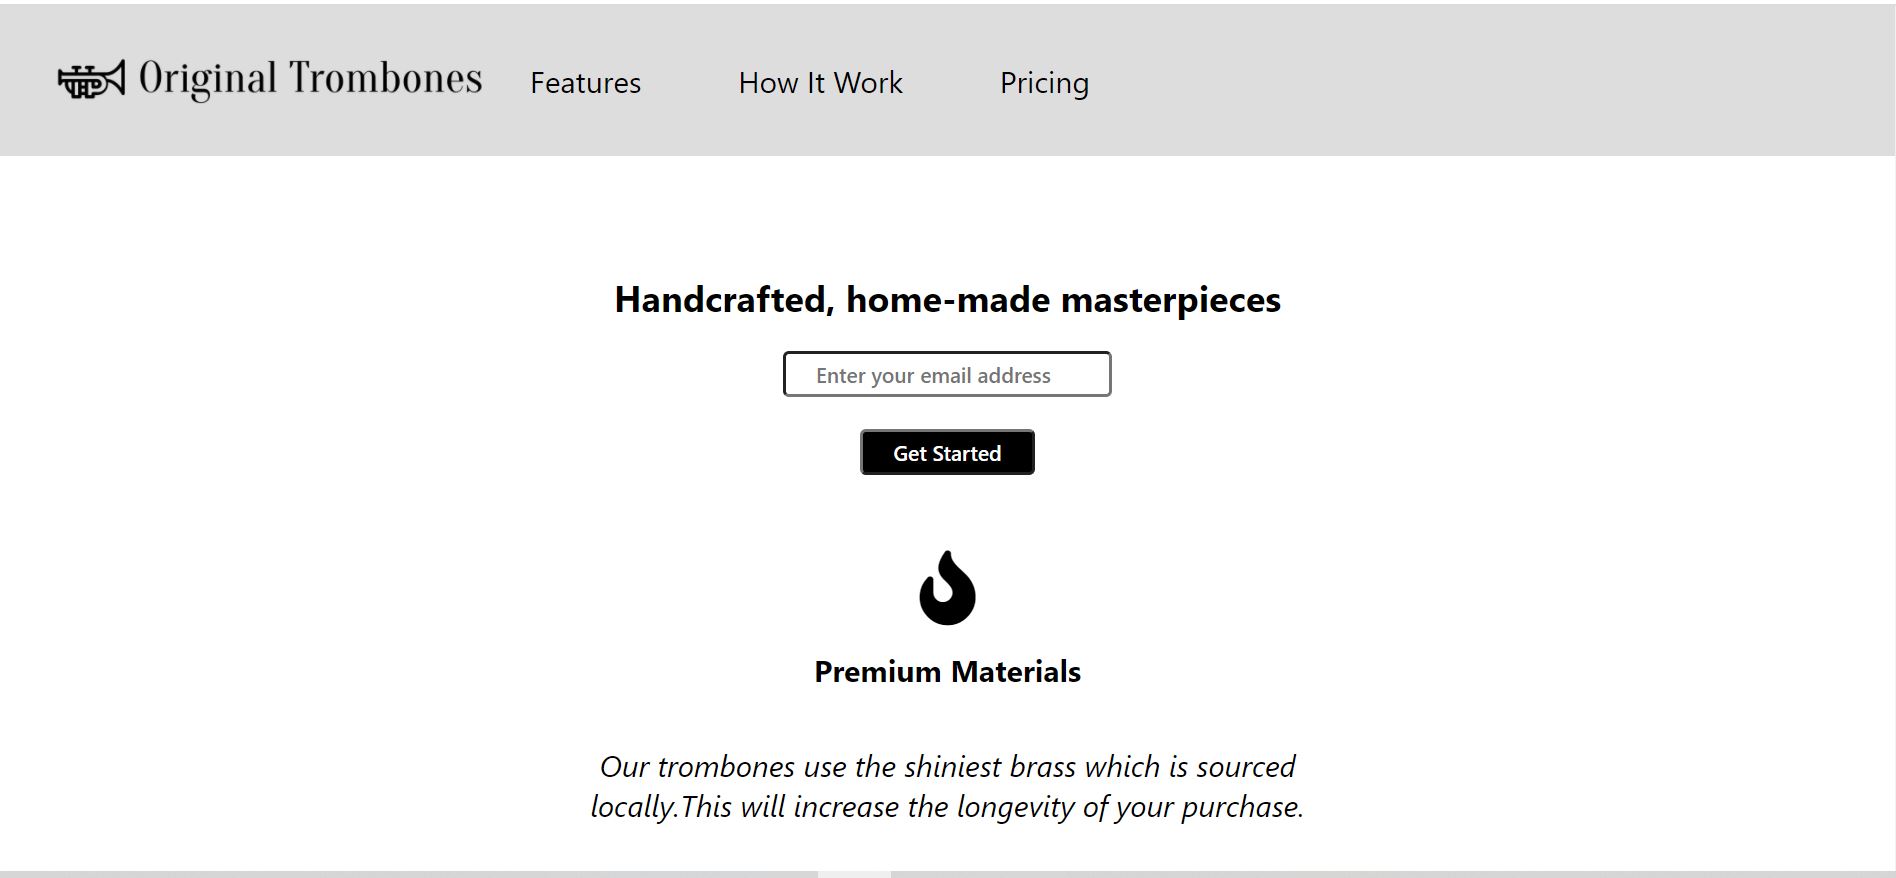 Original Trombones Features How It Work Pricing
Handcrafted, home-made masterpieces
Enter your email address
Get Started
Premium Materials
Our trombones use the shiniest brass which is sourced
locally.This will increase the longevity of your purchase.